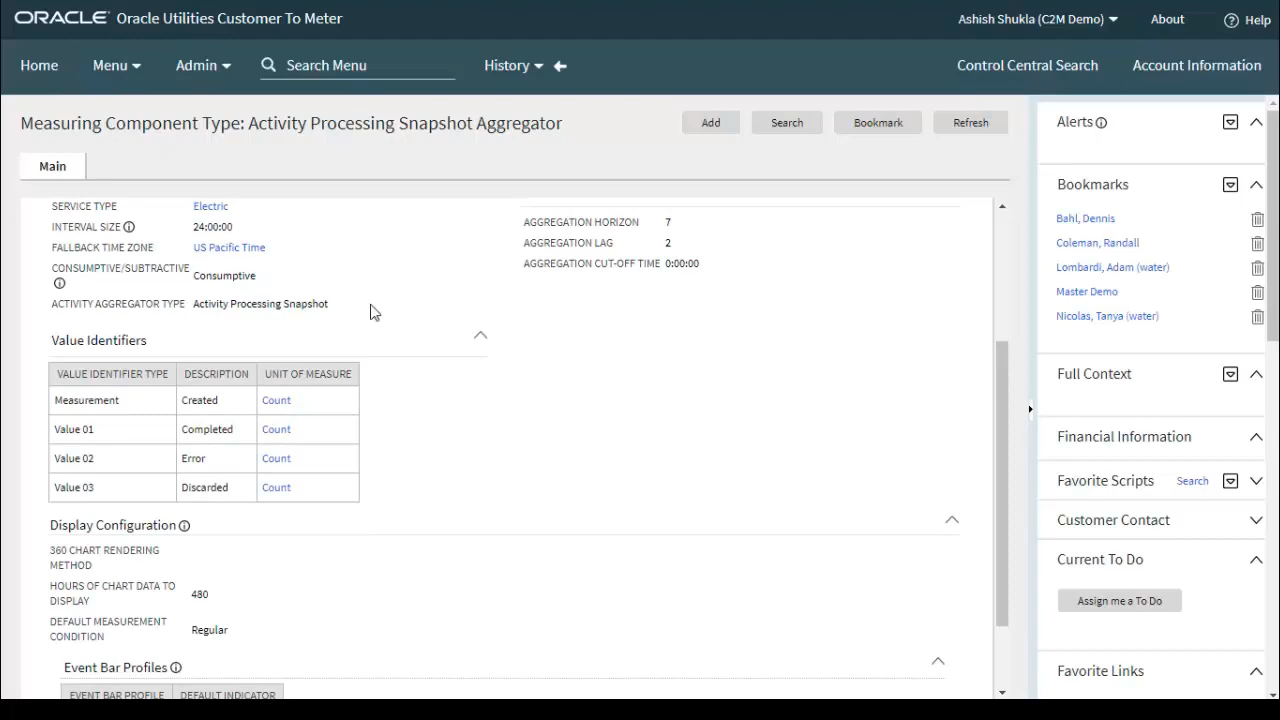 ORACLE Oracle Utilities Customer To Meter
Ashish Shukla (C2M Demo) About Help
Home Menu Admin Search Menu History Control Central Search Account Information
Measuring Component Type: Activity Processing Snapshot Aggregator
Add Search Bookmark Refresh
Main
SERVICE TYPE Electric
INTERVAL SIZE 24:00:00
FALLBACK TIME ZONE US Pacific Time
CONSUMPTIVE/SUBTRACTIVE Consumptive
ACTIVITY AGGREGATOR TYPE Activity Processing Snapshot
AGGREGATION HORIZON 7
AGGREGATION LAG 2
AGGREGATION CUT-OFF TIME 0:00:00
Value Identifiers
VALUE IDENTIFIER TYPE DESCRIPTION UNIT OF MEASURE
Measurement Created Count
Value 01 Completed Count
Value 02 Error Count
Value 03 Discarded Count
Display Configuration
360 CHART RENDERING
METHOD
HOURS OF CHART DATA TO
DISPLAY 480
DEFAULT MEASUREMENT
CONDITION Regular
Event Bar Profiles
EVENT BAR PROFILE DEFAULT INDICATOR
Alerts
Bookmarks
Bahl, Dennis
Coleman, Randall
Lombardi, Adam (water)
Master Demo
Nicolas, Tanya (water)
Full Context
Financial Information
Favorite Scripts Search
Customer Contact
Current To Do
Assign me a To Do
Favorite Links